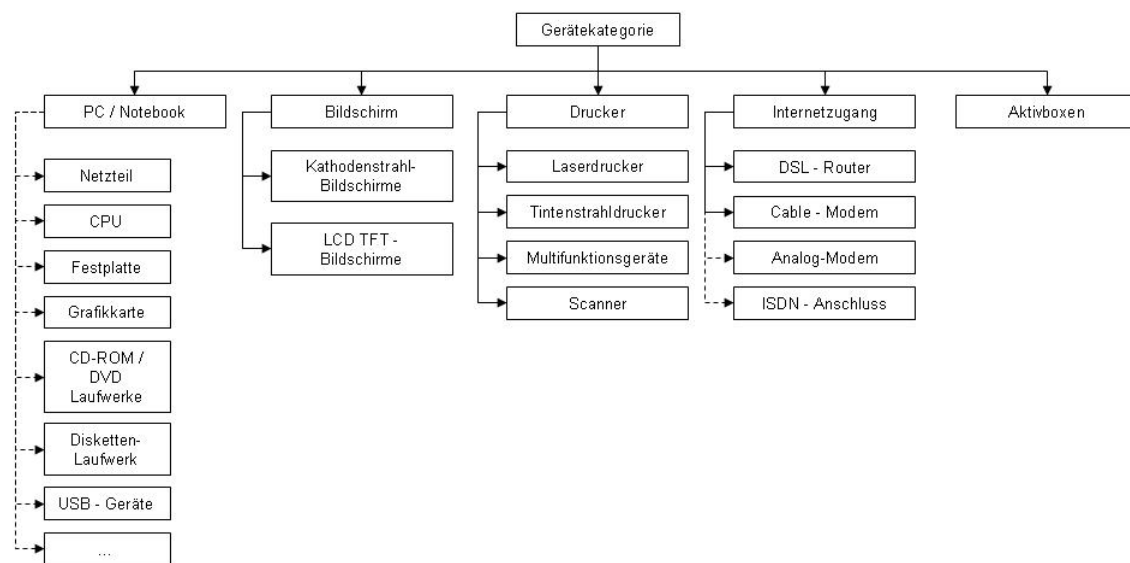 Gerätekategorie
PC / Notebook
Bildschirm
Drucker
Internetzugang
Aktivboxen
Netzteil
CPU
Festplatte
Grafikkarte
CD-ROM /
DVD
Laufwerke
Disketten-
Laufwerk
USB - Geräte
...
Kathodenstrahl-
Bildschirme
LCD TFT -
Bildschirme
Laserdrucker
Tintenstrahldrucker
Multifunktionsgeräte
Scanner
DSL - Router
Cable - Modem
Analog-Modem
ISDN - Anschluss